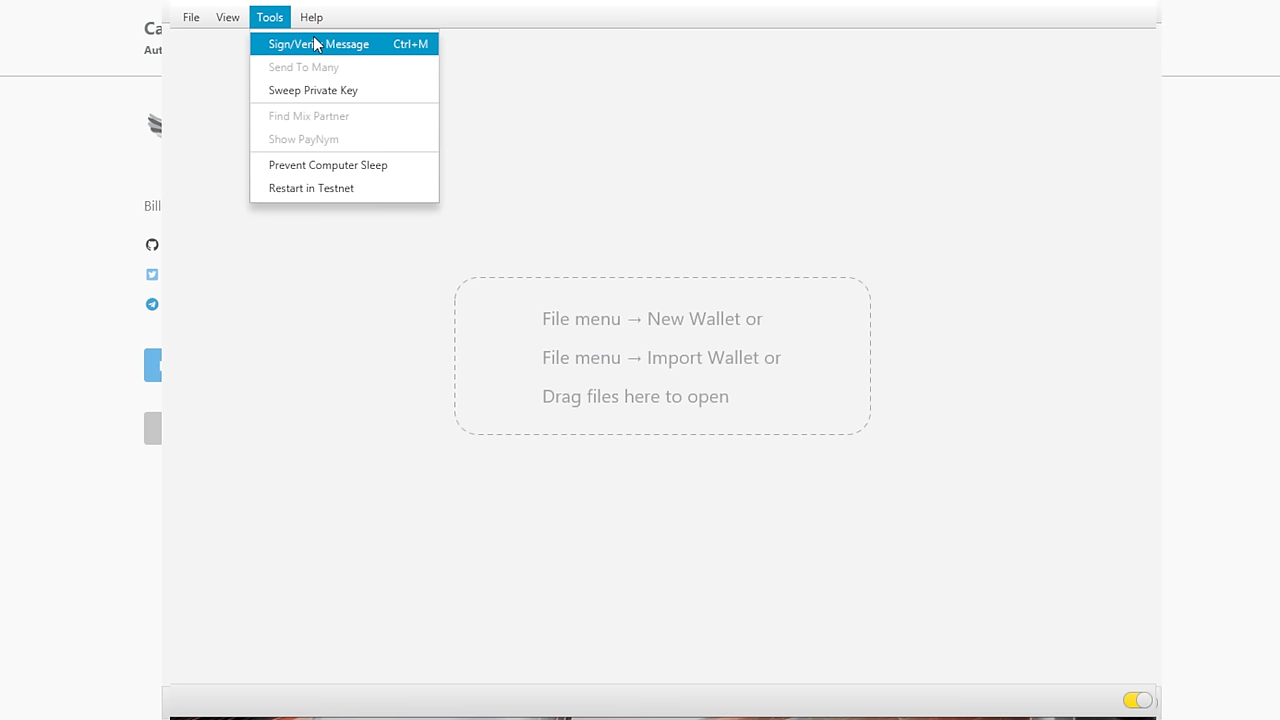 File View Tools Help
Sign/Verify Message Ctrl+M
Send To Many
Sweep Private Key
Find Mix Partner
Show PayNym
Prevent Computer Sleep
Restart in Testnet
File menu → New Wallet or
File menu → Import Wallet or
Drag files here to open
Ca
Aut
Bill